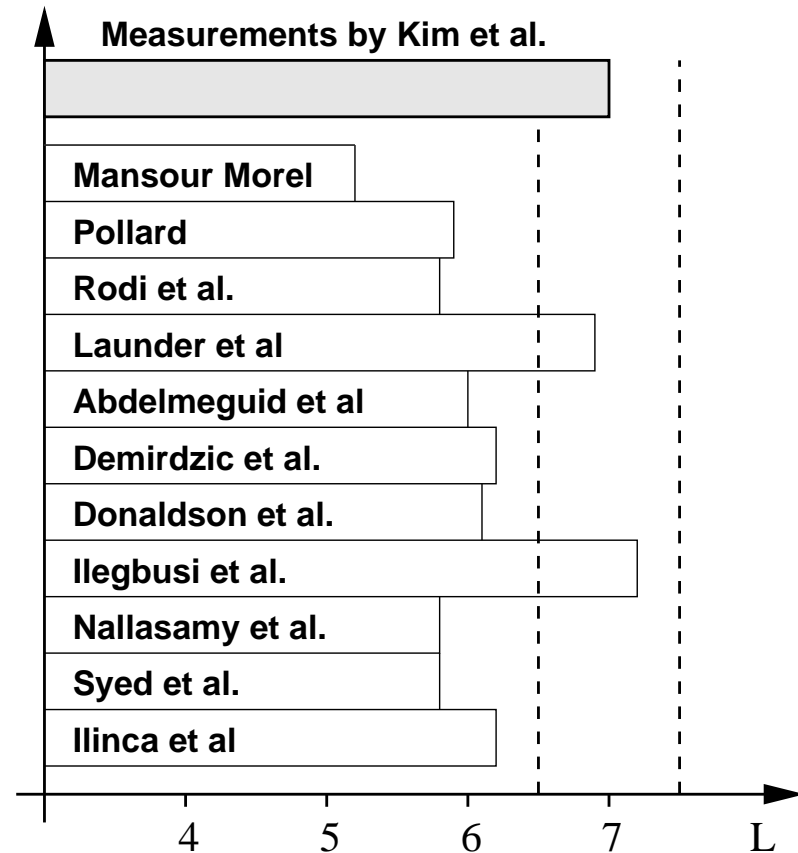 Measurements by Kim et al.
Mansour Morel
Pollard
Rodi et al.
Launder et al
Abdelmeguid et al
Demirdzic et al.
Donaldson et al.
Ilegbusi et al.
Nallasamy et al.
Syed et al.
Ilinca et al
4 5 6 7 L